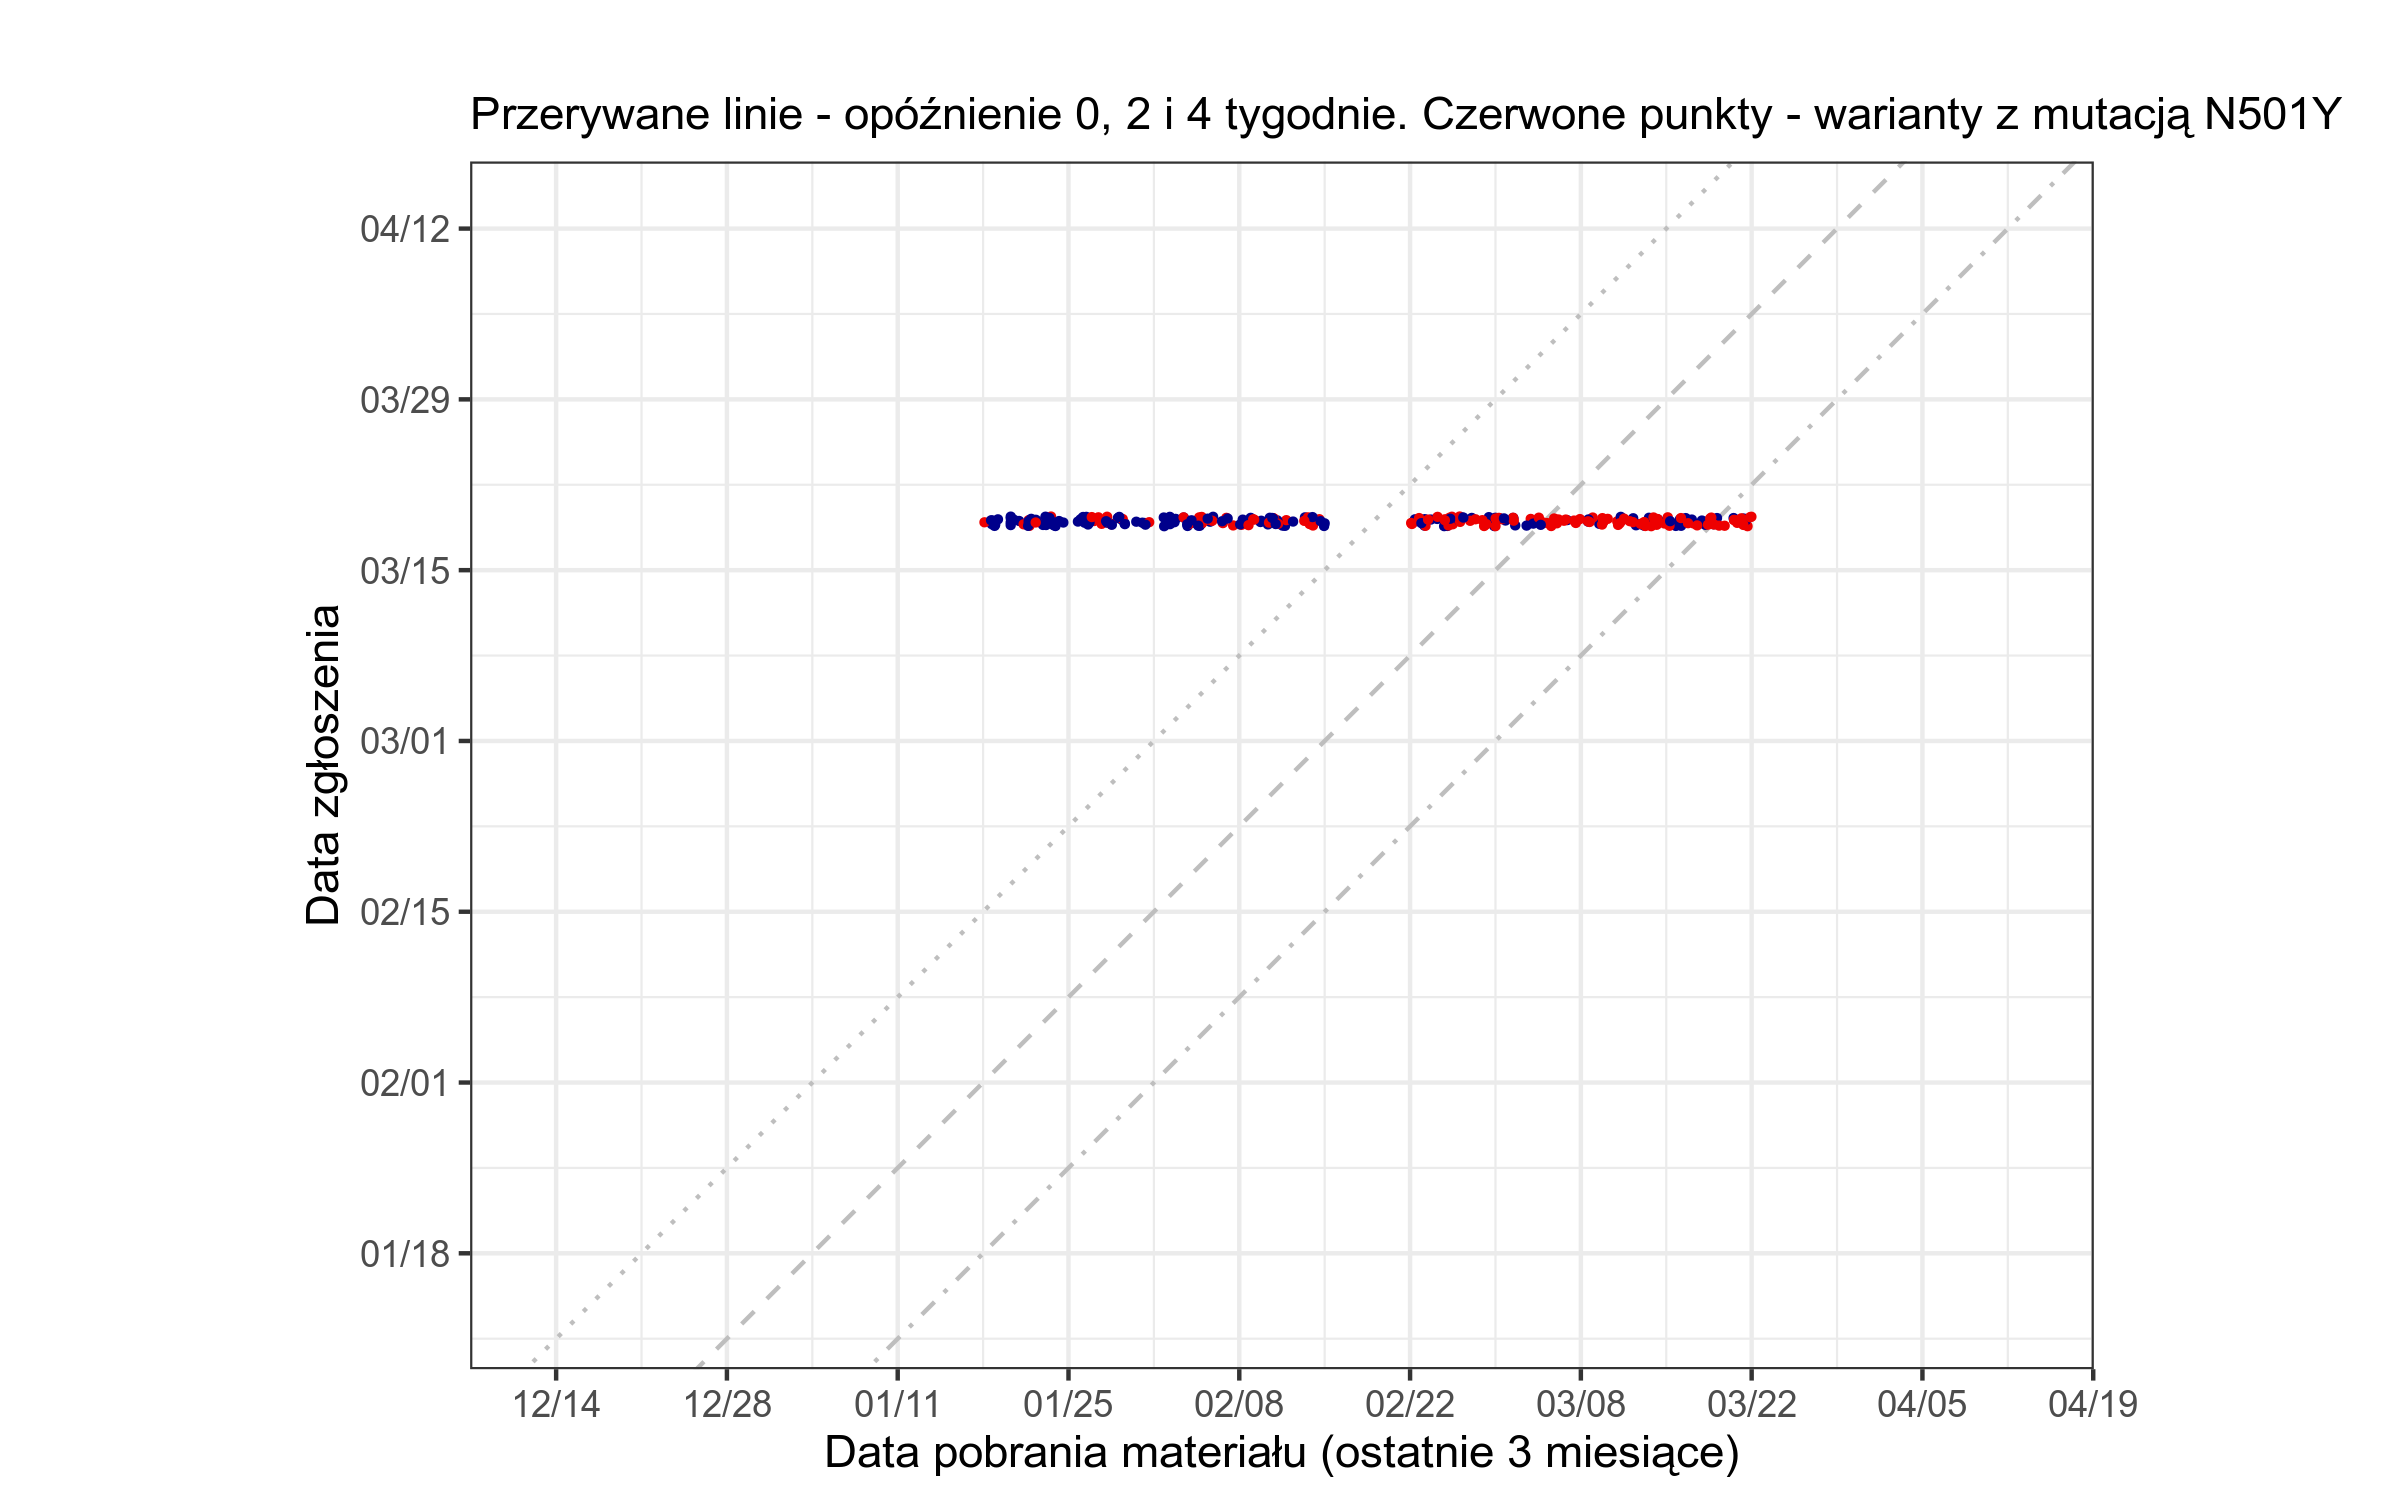 Przerywane linie - opóźnienie 0, 2 i 4 tygodnie. Czerwone punkty - warianty z mutacją N501Y
Data zgłoszenia
04/12
03/29
03/15
03/01
02/15
02/01
01/18
12/14 12/28 01/11 01/25 02/08 02/22 03/08 03/22 04/05 04/19
Data pobrania materiału (ostatnie 3 miesiące)